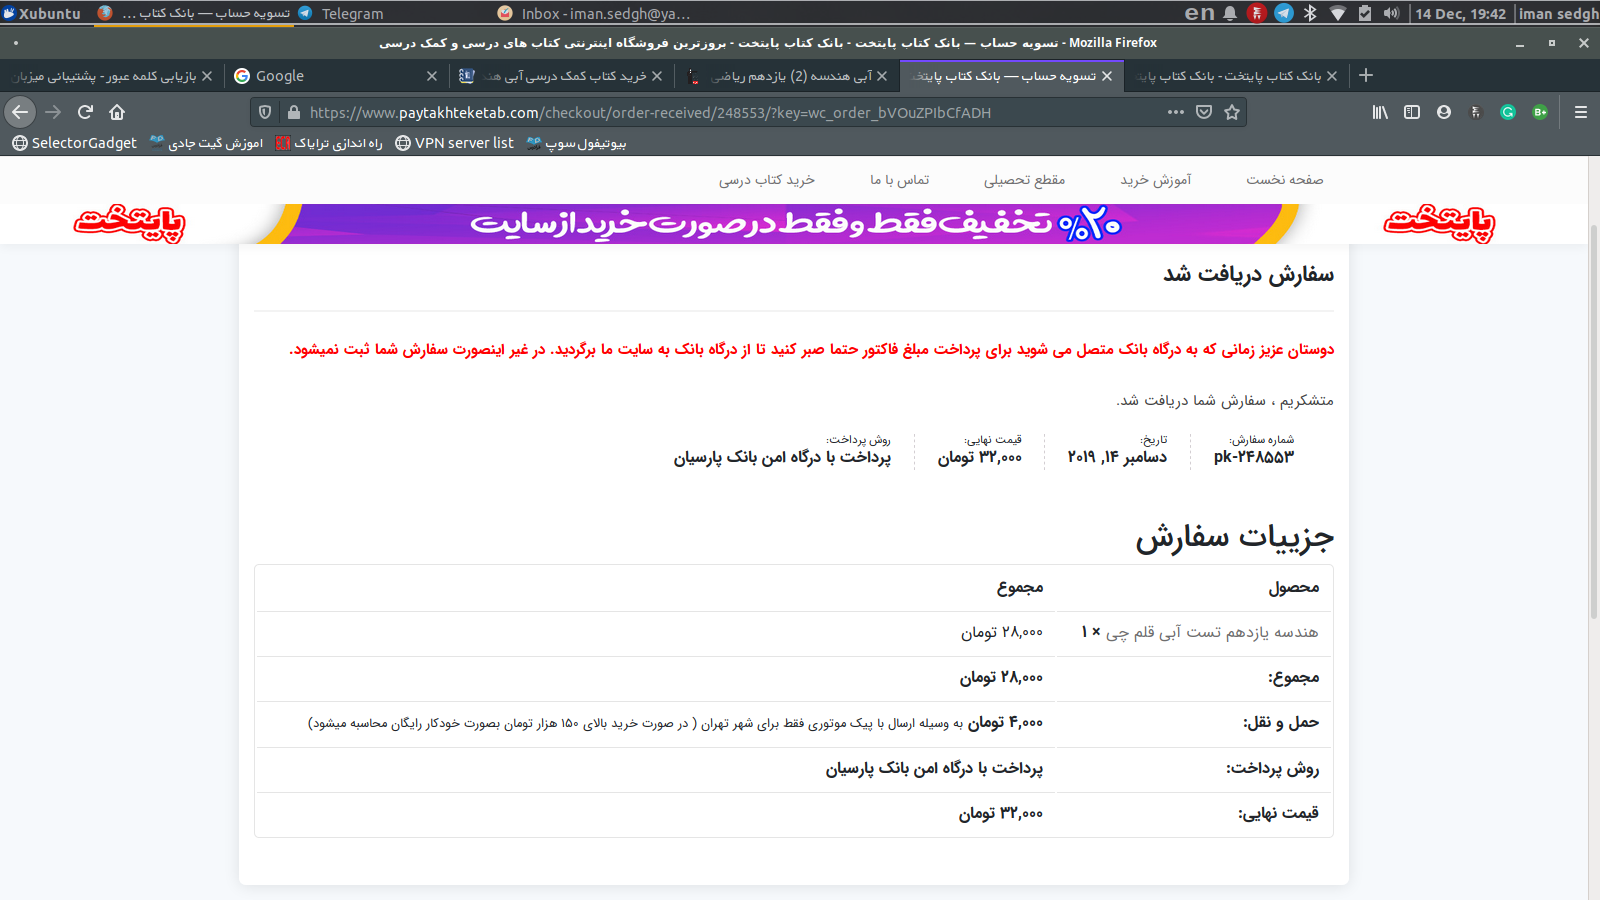 Xubuntu
تسویه حساب — بانک کتاب ...
Telegram
Inbox - iman.sedgh@ya...
en
14 Dec, 19:42
iman sedgh
تسویه حساب — بانک کتاب پایتخت - بانک کتاب پایتخت - بروزترین فروشگاه اینترنتی کتاب های درسی و کمک درسی - Mozilla Firefox
بازیابی کلمه عبور - پشتیبانی میزبان
Google
خرید کتاب کمک درسی آبی هند
آبی هندسه (2) یازدهم ریاضی
تسویه حساب — بانک کتاب پایتخت
بانک کتاب پایتخت - بانک کتاب پایت
https://www.paytakhteketab.com/checkout/order-received/248553/?key=wc_order_bVOuZPIbCfADH
SelectorGadget
اموزش گیت جادی
راه اندازی ترایاک
VPN server list
بیوتیفول سوپ
صفحه نخست
آموزش خرید
مقطع تحصیلی
تماس با ما
خرید کتاب درسی
پایتخت
۲۰% تخفیف فقط و فقط در صورت خرید از سایت
پایتخت
سفارش دریافت شد
دوستان عزیز زمانی که به درگاه بانک متصل می شوید برای پرداخت مبلغ فاکتور حتما صبر کنید تا از درگاه بانک به سایت ما برگردید. در غیر اینصورت سفارش شما ثبت نمیشود.
متشکریم ، سفارش شما دریافت شد.
شماره سفارش:
pk-۲۴۸۵۵۳
تاریخ:
دسامبر ۱۴, ۲۰۱۹
قیمت نهایی:
۳۲,۰۰۰ تومان
روش پرداخت:
پرداخت با درگاه امن بانک پارسیان
جزییات سفارش
محصول
مجموع
هندسه یازدهم تست آبی قلم چی × ۱
۲۸,۰۰۰ تومان
مجموع:
۲۸,۰۰۰ تومان
حمل و نقل:
۴,۰۰۰ تومان به وسیله ارسال با پیک موتوری فقط برای شهر تهران ( در صورت خرید بالای ۱۵۰ هزار تومان بصورت خودکار رایگان محاسبه میشود)
روش پرداخت:
پرداخت با درگاه امن بانک پارسیان
قیمت نهایی:
۳۲,۰۰۰ تومان